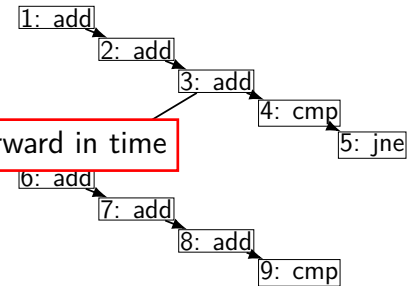 1: add
2: add
3: add
4: cmp
5: jne
ward in time
6: add
7: add
8: add
9: cmp